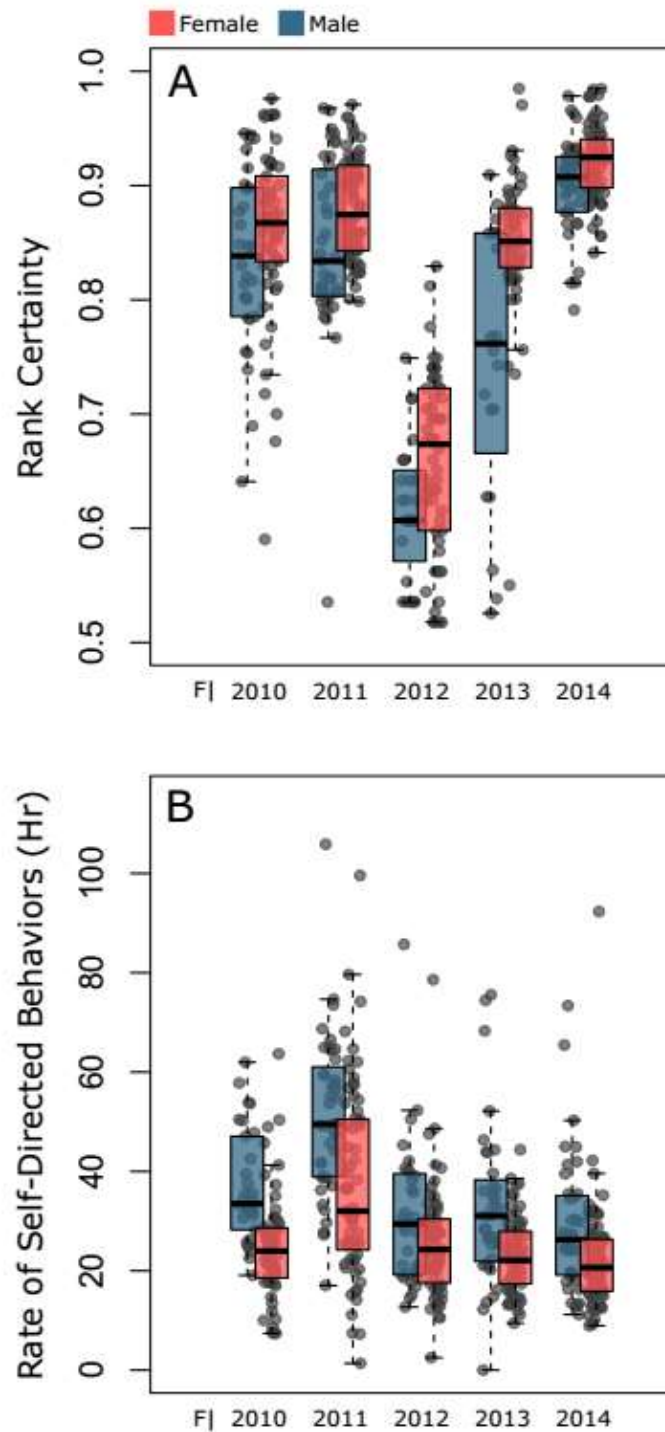 Female Male
A
1.0
0.9
0.8
0.7
0.6
0.5
Rank Certainty
F| 2010 2011 2012 2013 2014
B
100
80
60
40
20
0
Rate of Self-Directed Behaviors (Hr)
F| 2010 2011 2012 2013 2014